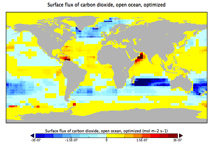 Surface flux of carbon dioxide, open ocean, optimized
Surface flux of carbon dioxide, open ocean, optimized (mol m-2 s-1)
0